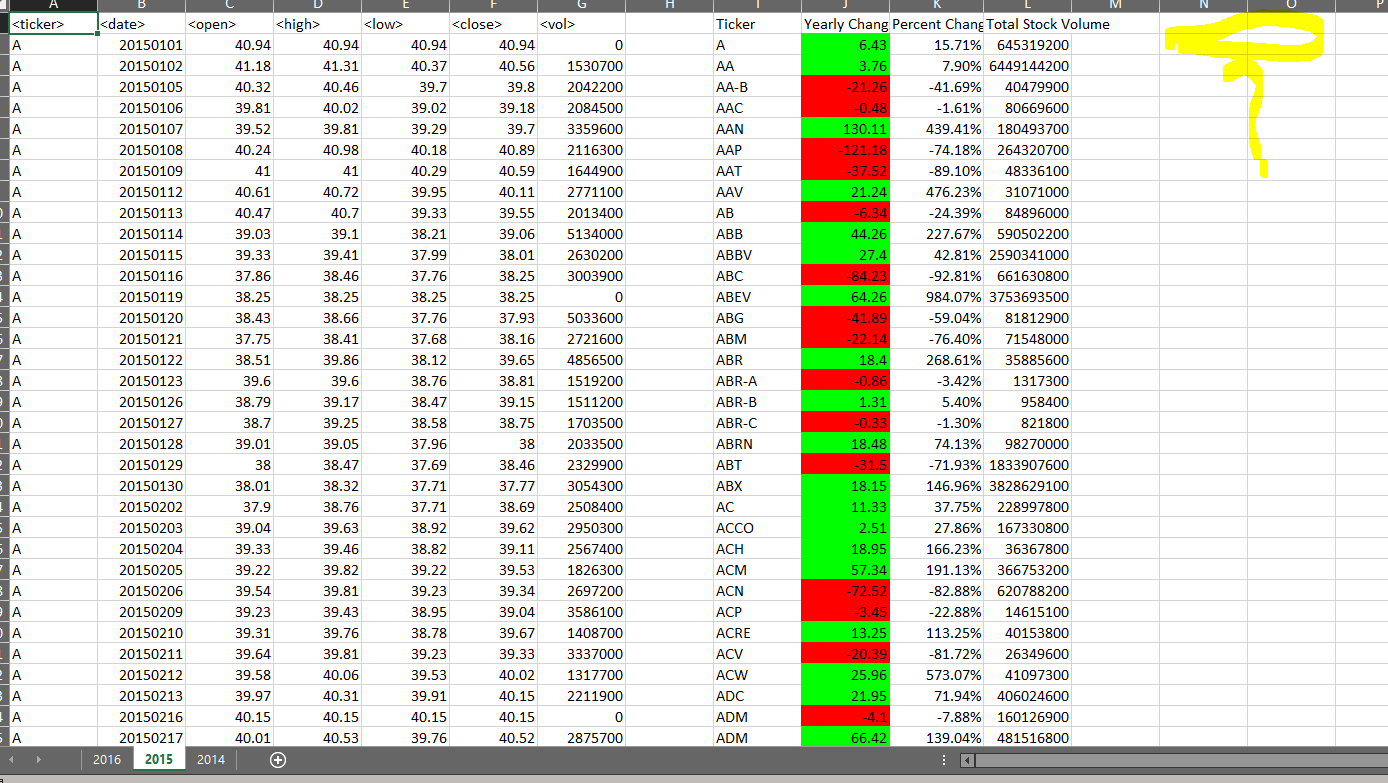 A B C D E F G H I J K L M N O P
<ticker> <date> <open> <high> <low> <close> <vol> Ticker Yearly Chang Percent Chang Total Stock Volume
A 20150101 40.94 40.94 40.94 40.94 0 A 6.43 15.71% 645319200
A 20150102 41.18 41.31 40.37 40.56 1530700 AA 3.76 7.90% 6449144200
A 20150105 40.32 40.46 39.7 39.8 2042200 AA-B -21.26 -41.69% 40479900
A 20150106 39.81 40.02 39.02 39.18 2084500 AAC -0.48 -1.61% 80669600
A 20150107 39.52 39.81 39.29 39.7 3359600 AAN 130.11 439.41% 180493700
A 20150108 40.24 40.98 40.18 40.89 2116300 AAP -121.18 -74.18% 264320700
A 20150109 41 41 40.29 40.59 1644900 AAT -37.52 -89.10% 48336100
A 20150112 40.61 40.72 39.95 40.11 2771100 AAV 21.24 476.23% 31071000
A 20150113 40.47 40.7 39.33 39.55 2013400 AB -6.34 -24.39% 84896000
A 20150114 39.03 39.1 38.21 39.06 5134000 ABB 44.26 227.67% 590502200
A 20150115 39.33 39.41 37.99 38.01 2630200 ABBV 27.4 42.81% 2590341000
A 20150116 37.86 38.46 37.76 38.25 3003900 ABC -84.23 -92.81% 661630800
A 20150119 38.25 38.25 38.25 38.25 0 ABEV 64.26 984.07% 3753693500
A 20150120 38.43 38.66 37.76 37.93 5033600 ABG -41.89 -59.04% 81812900
A 20150121 37.75 38.41 37.68 38.16 2721600 ABM -22.14 -76.40% 71548000
A 20150122 38.51 39.86 38.12 39.65 4856500 ABR 18.4 268.61% 35885600
A 20150123 39.6 39.6 38.76 38.81 1519200 ABR-A -0.86 -3.42% 1317300
A 20150126 38.79 39.17 38.47 39.15 1511200 ABR-B 1.31 5.40% 958400
A 20150127 38.7 39.25 38.58 38.75 1703500 ABR-C -0.33 -1.30% 821800
A 20150128 39.01 39.05 37.96 38 2033500 ABRN 18.48 74.13% 98270000
A 20150129 38 38.47 37.69 38.46 2329900 ABT -31.5 -71.93% 1833907600
A 20150130 38.01 38.32 37.71 37.77 3054300 ABX 18.15 146.96% 3828629100
A 20150202 37.9 38.76 37.71 38.69 2508400 AC 11.33 37.75% 228997800
A 20150203 39.04 39.63 38.92 39.62 2950300 ACCO 2.51 27.86% 167330800
A 20150204 39.33 39.46 38.82 39.11 2567400 ACH 18.95 166.23% 36367800
A 20150205 39.22 39.82 39.22 39.53 1826300 ACM 57.34 191.13% 366753200
A 20150206 39.54 39.81 39.23 39.34 2697200 ACN -72.52 -82.88% 620788200
A 20150209 39.23 39.43 38.95 39.04 3586100 ACP -3.45 -22.88% 14615100
A 20150210 39.31 39.76 38.78 39.67 1408700 ACRE 13.25 113.25% 40153800
A 20150211 39.64 39.81 39.23 39.33 3337000 ACV -20.39 -81.72% 26349600
A 20150212 39.58 40.06 39.53 40.02 1317700 ACW 25.96 573.07% 41097300
A 20150213 39.97 40.31 39.91 40.15 2211900 ADC 21.95 71.94% 406024600
A 20150216 40.15 40.15 40.15 40.15 0 ADM -4.1 -7.88% 160126900
A 20150217 40.01 40.53 39.76 40.52 2875700 ADM 66.42 139.04% 481516800
2016 2015 2014